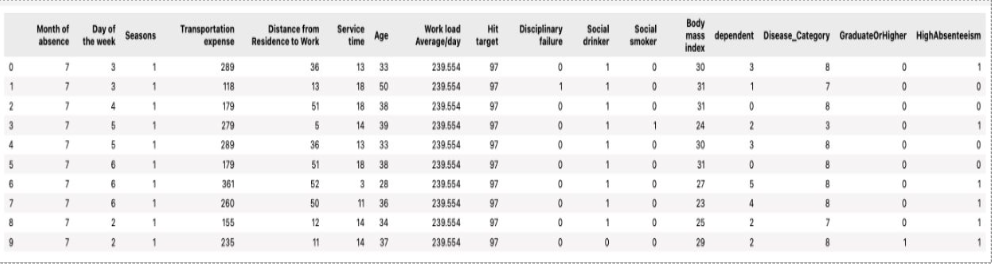 Month of absence Day of the week Seasons Transportation expense Distance from Residence to Work Service time Age Work load Average/day Hit target Disciplinary failure Social drinker Social smoker Body mass index dependent Disease_Category GraduateOrHigher HighAbsenteeism
0 7 3 1 289 36 13 33 239.554 97 0 1 0 30 3 8 0 1
1 7 3 1 118 13 18 50 239.554 97 1 1 0 31 1 7 0 0
2 7 4 1 179 51 18 38 239.554 97 0 1 0 31 0 8 0 0
3 7 5 1 279 5 14 39 239.554 97 0 1 1 24 2 3 0 1
4 7 5 1 289 36 13 33 239.554 97 0 1 0 30 3 8 0 0
5 7 6 1 179 51 18 38 239.554 97 0 1 0 31 0 8 0 0
6 7 6 1 361 52 3 28 239.554 97 0 1 0 27 5 8 0 1
7 7 6 1 260 50 11 36 239.554 97 0 1 0 23 4 8 0 1
8 7 2 1 155 12 14 34 239.554 97 0 1 0 25 2 7 0 1
9 7 2 1 235 11 14 37 239.554 97 0 0 0 29 2 8 1 1